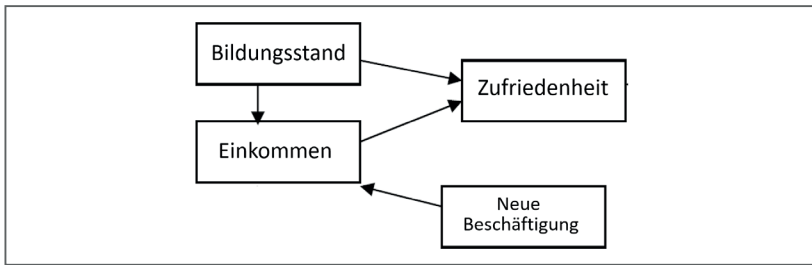 Bildungsstand
Zufriedenheit
Einkommen
Neue
Beschäftigung